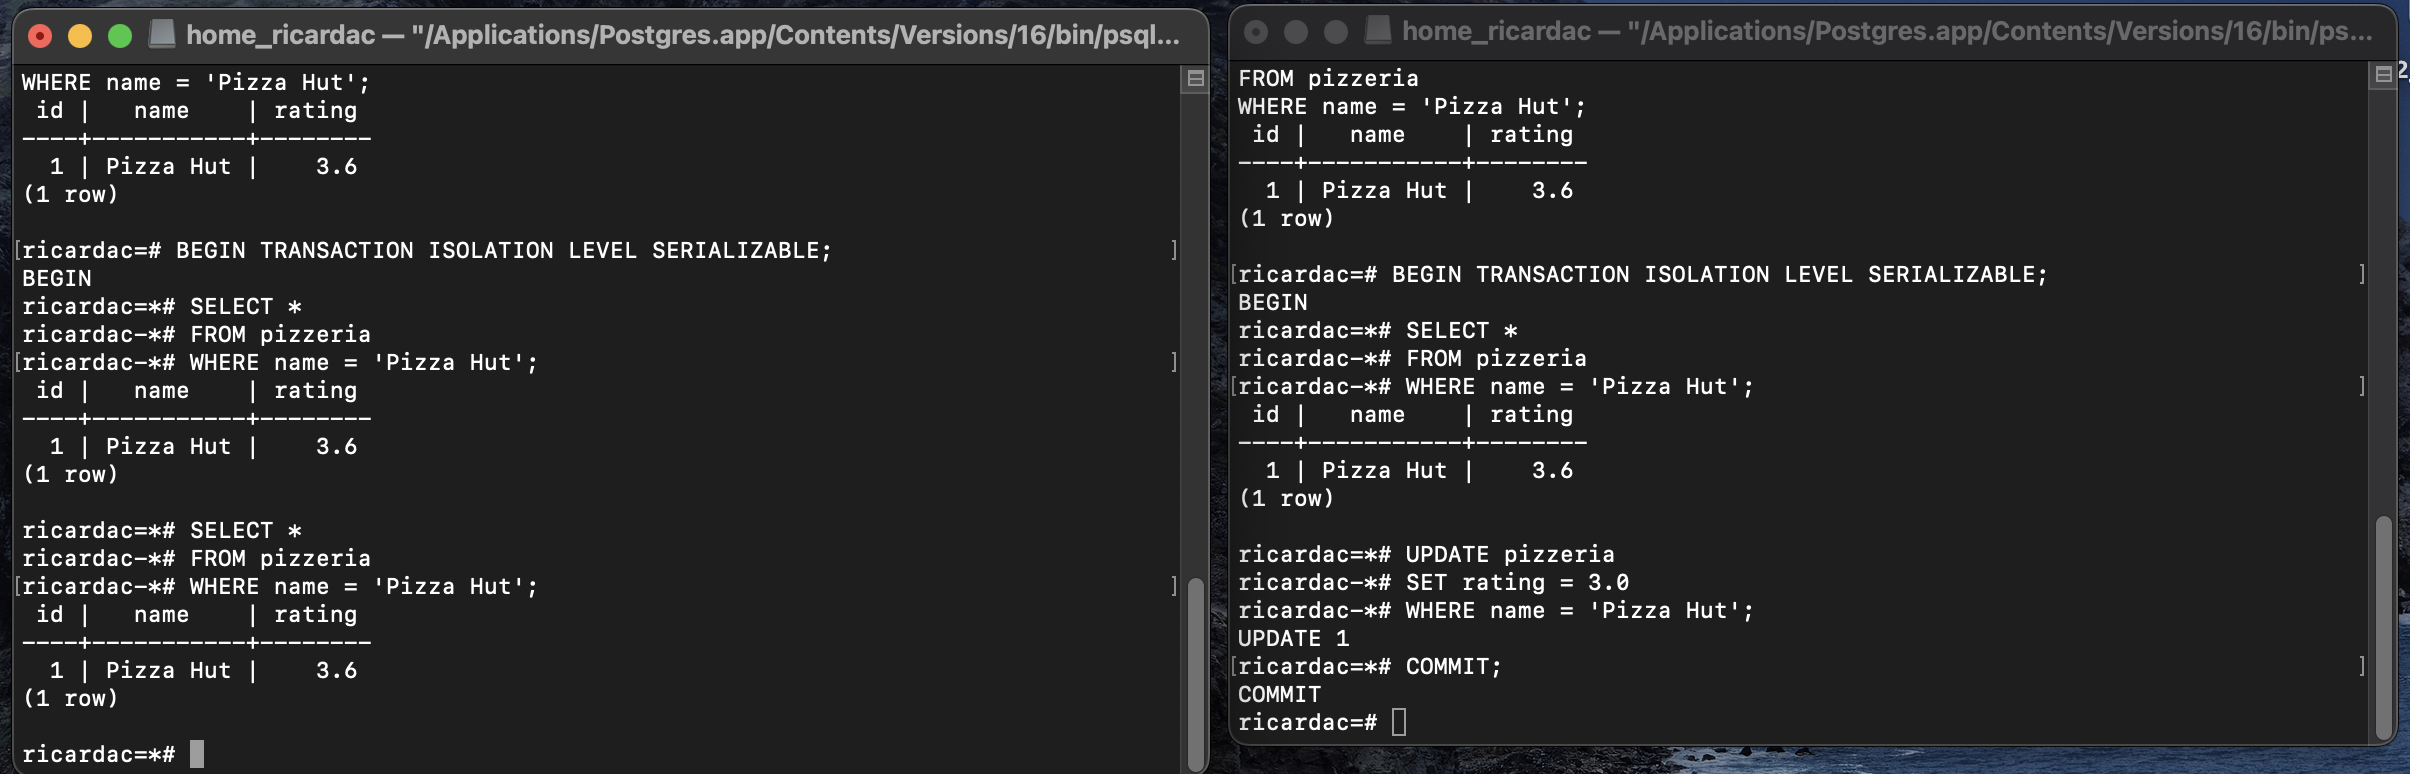 home_ricardac — "/Applications/Postgres.app/Contents/Versions/16/bin/psql...
WHERE name = 'Pizza Hut';
 id |   name    | rating
----+-----------+--------
  1 | Pizza Hut |    3.6
(1 row)

[ricardac=# BEGIN TRANSACTION ISOLATION LEVEL SERIALIZABLE; ]
BEGIN
ricardac=*# SELECT *
ricardac-*# FROM pizzeria
[ricardac-*# WHERE name = 'Pizza Hut'; ]
 id |   name    | rating
----+-----------+--------
  1 | Pizza Hut |    3.6
(1 row)

ricardac=*# SELECT *
ricardac-*# FROM pizzeria
[ricardac-*# WHERE name = 'Pizza Hut'; ]
 id |   name    | rating
----+-----------+--------
  1 | Pizza Hut |    3.6
(1 row)

ricardac=*#
home_ricardac — "/Applications/Postgres.app/Contents/Versions/16/bin/ps...
FROM pizzeria
WHERE name = 'Pizza Hut';
 id |   name    | rating
----+-----------+--------
  1 | Pizza Hut |    3.6
(1 row)

[ricardac=# BEGIN TRANSACTION ISOLATION LEVEL SERIALIZABLE; ]
BEGIN
ricardac=*# SELECT *
ricardac-*# FROM pizzeria
[ricardac-*# WHERE name = 'Pizza Hut'; ]
 id |   name    | rating
----+-----------+--------
  1 | Pizza Hut |    3.6
(1 row)

ricardac=*# UPDATE pizzeria
ricardac-*# SET rating = 3.0
ricardac-*# WHERE name = 'Pizza Hut';
UPDATE 1
[ricardac=*# COMMIT; ]
COMMIT
ricardac=#